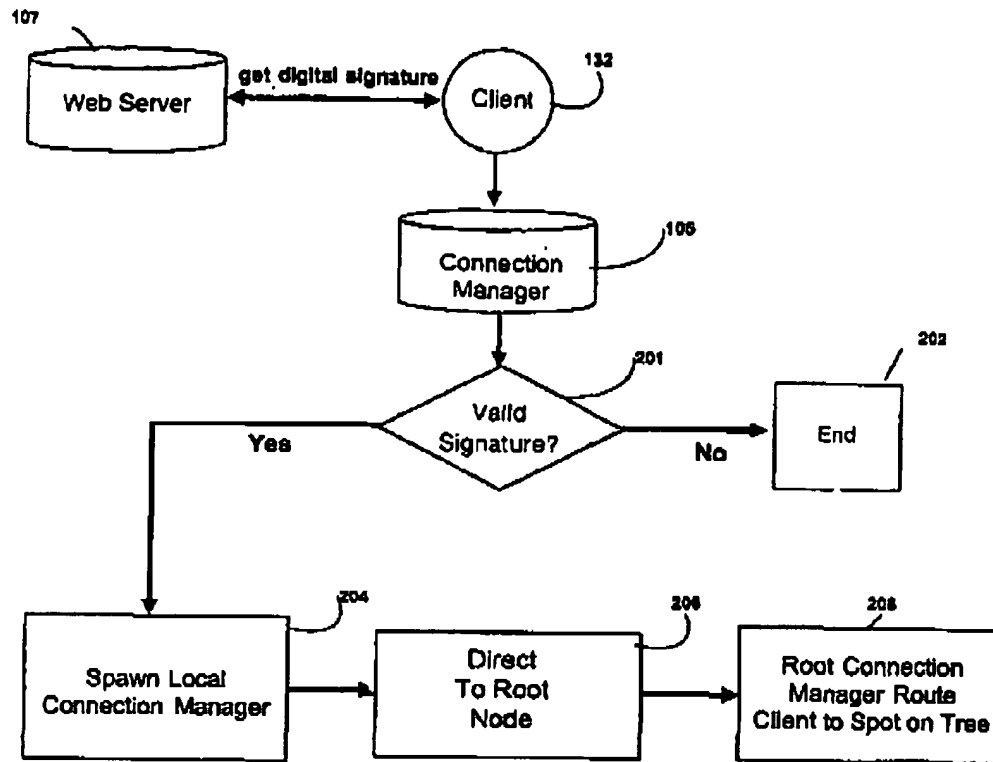 107
get digital signature
132
Web Server
Client
105
Connection
Manager
201
202
Valid
Signature?
End
Yes
No
204
206
208
Spawn Local
Connection Manager
Direct
To Root
Node
Root Connection
Manager Route
Client to Spot on Tree